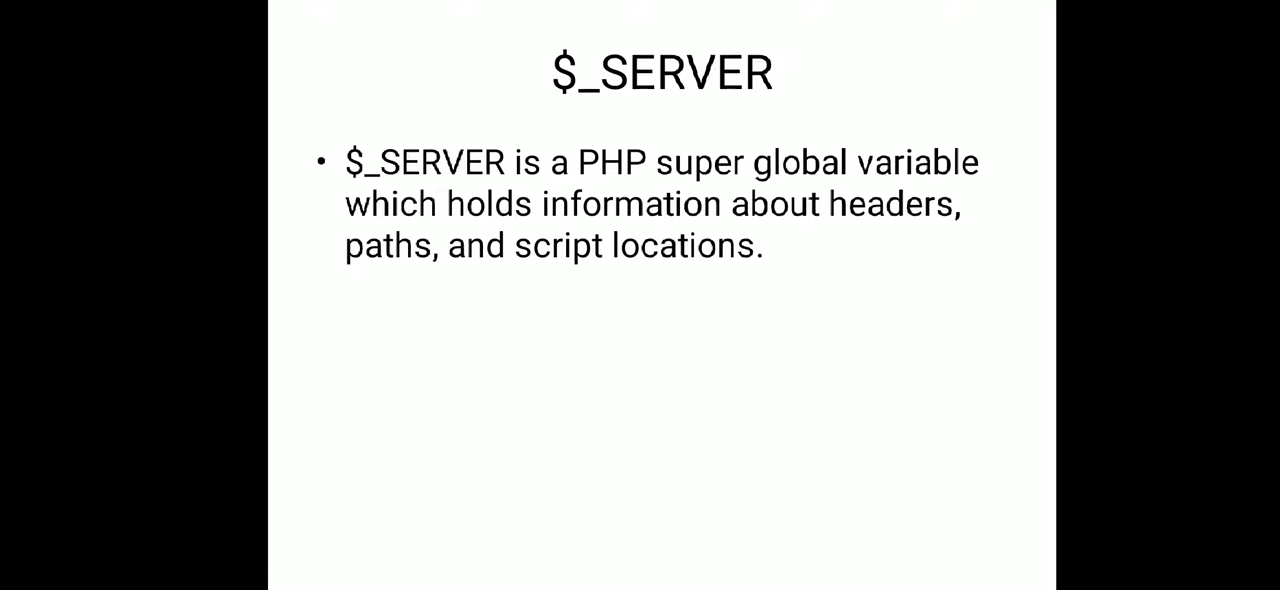 $_SERVER
• $_SERVER is a PHP super global variable
which holds information about headers,
paths, and script locations.